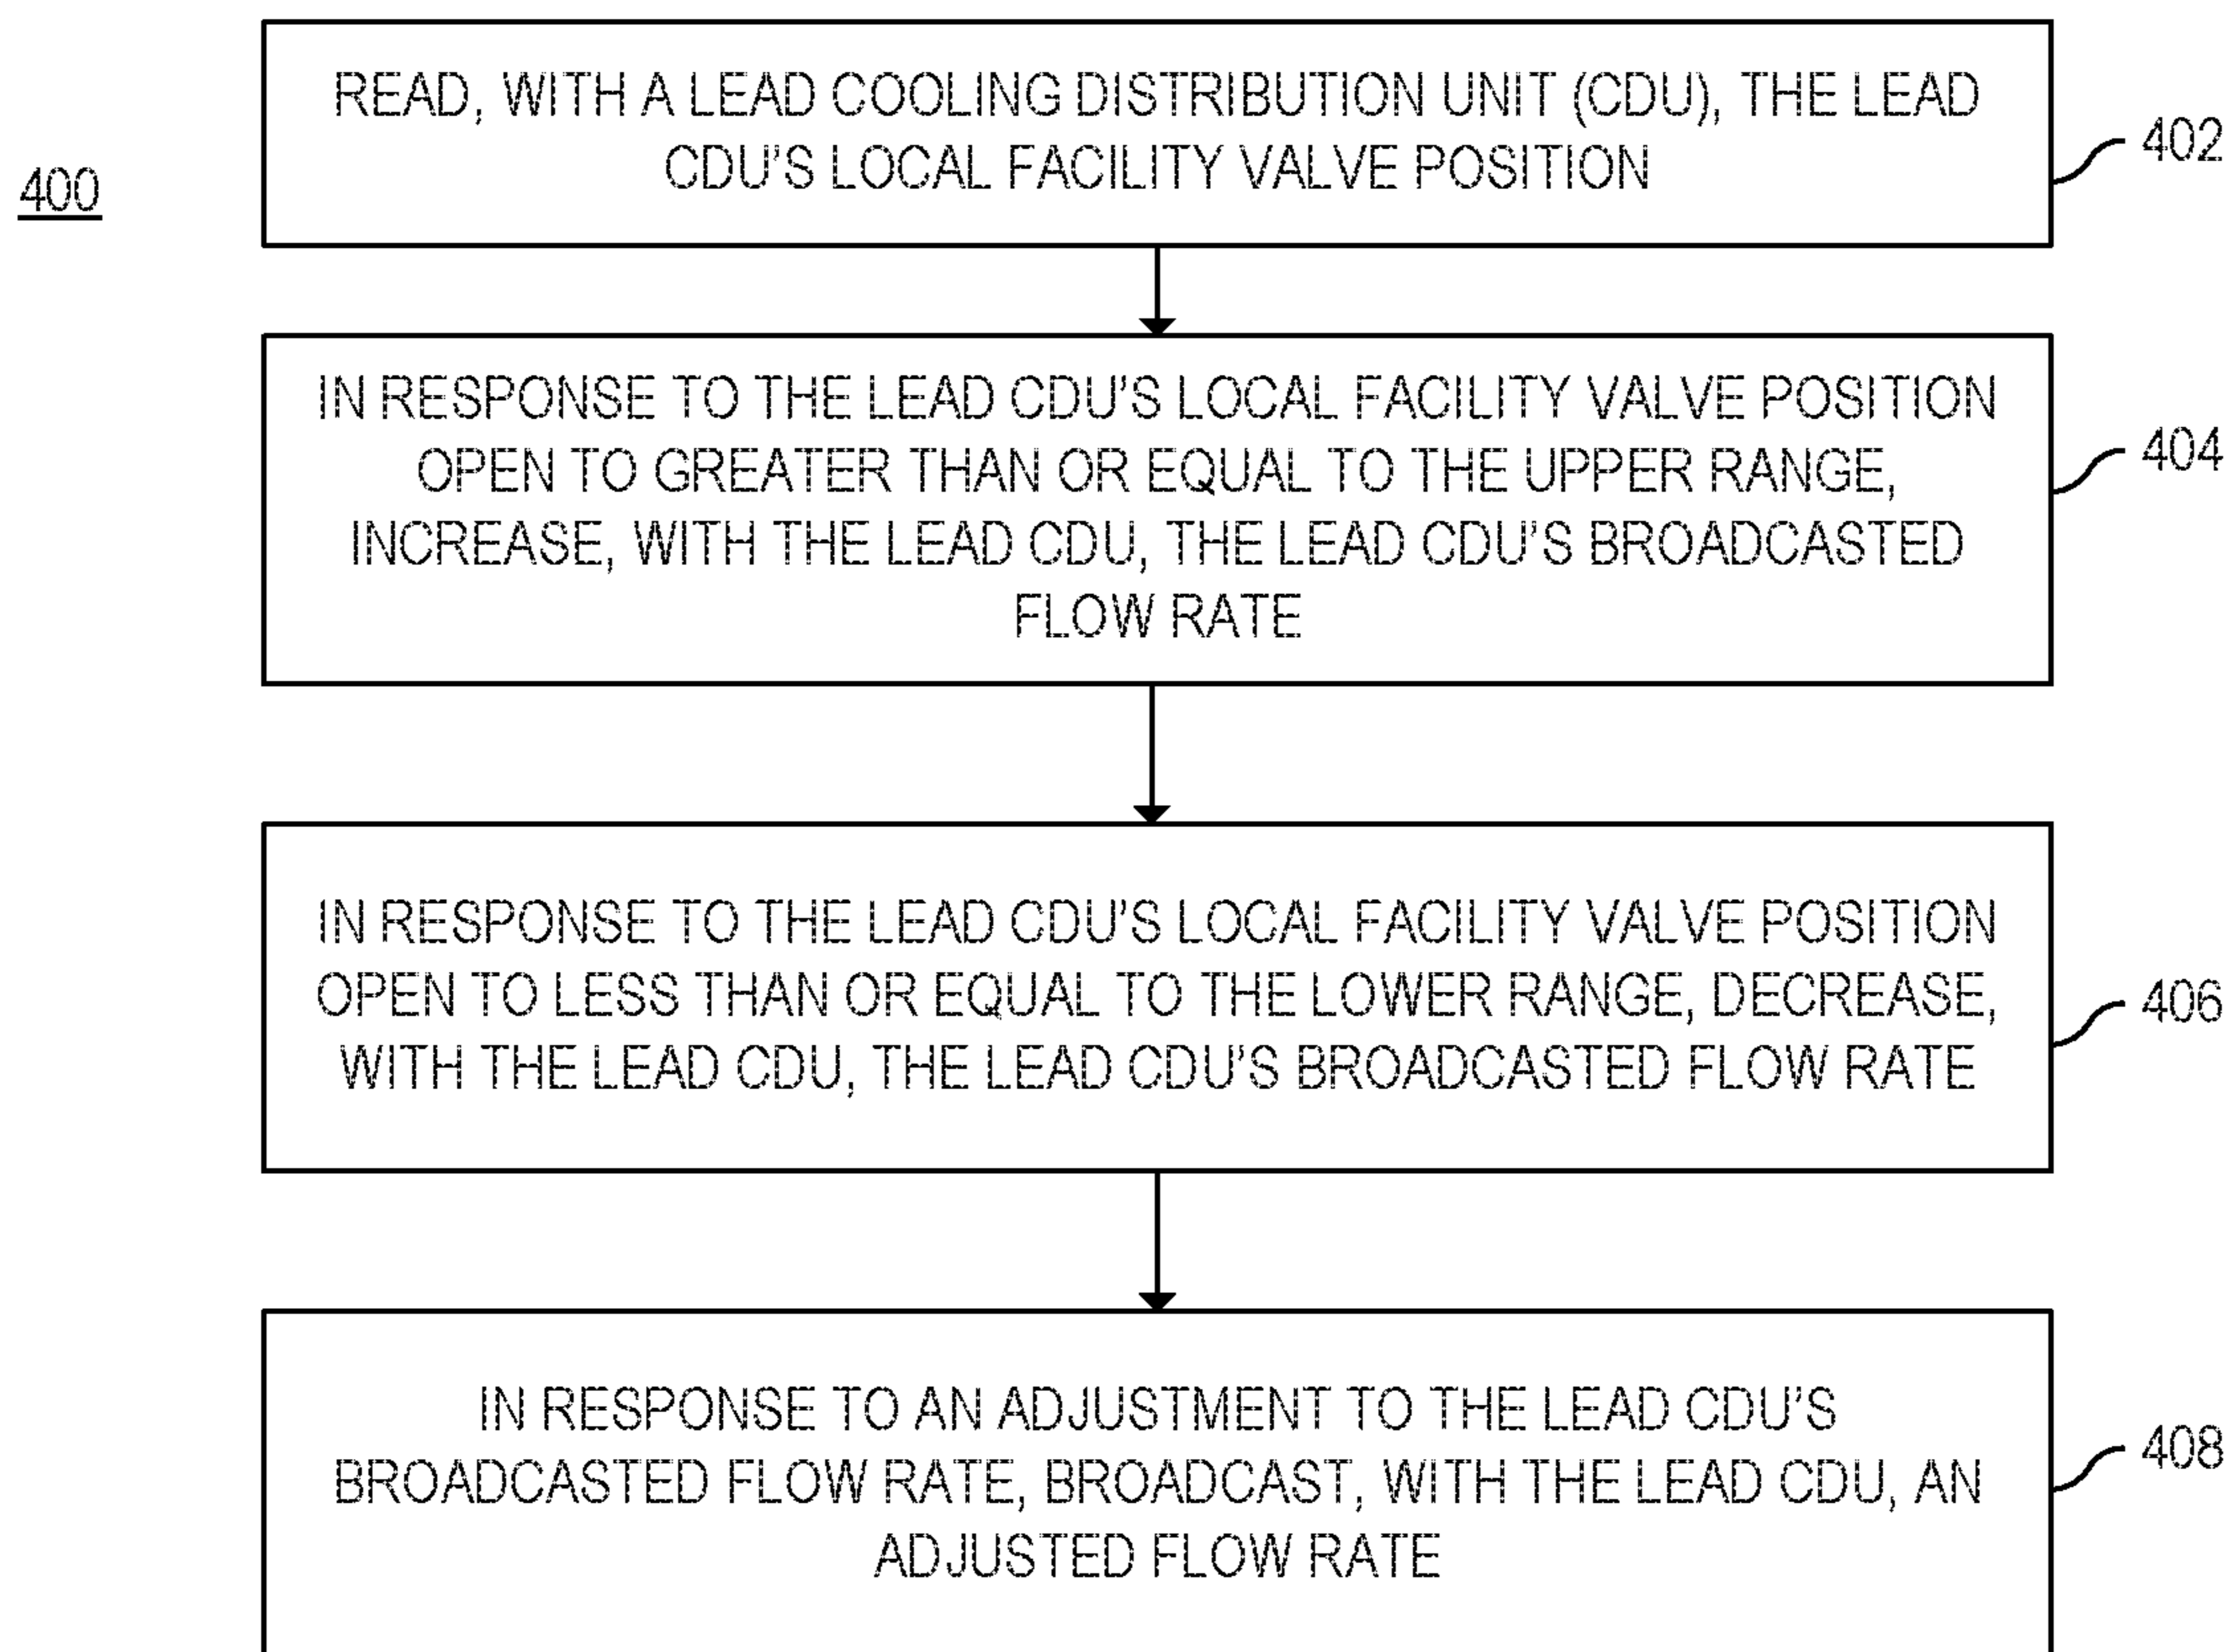 400
READ, WITH A LEAD COOLING DISTRIBUTION UNIT (CDU), THE LEAD
CDU'S LOCAL FACILITY VALVE POSITION
402
IN RESPONSE TO THE LEAD CDU'S LOCAL FACILITY VALVE POSITION
OPEN TO GREATER THAN OR EQUAL TO THE UPPER RANGE,
INCREASE, WITH THE LEAD CDU, THE LEAD CDU'S BROADCASTED
FLOW RATE
404
IN RESPONSE TO THE LEAD CDU'S LOCAL FACILITY VALVE POSITION
OPEN TO LESS THAN OR EQUAL TO THE LOWER RANGE, DECREASE,
WITH THE LEAD CDU, THE LEAD CDU'S BROADCASTED FLOW RATE
406
IN RESPONSE TO AN ADJUSTMENT TO THE LEAD CDU'S
BROADCASTED FLOW RATE, BROADCAST, WITH THE LEAD CDU, AN
ADJUSTED FLOW RATE
408